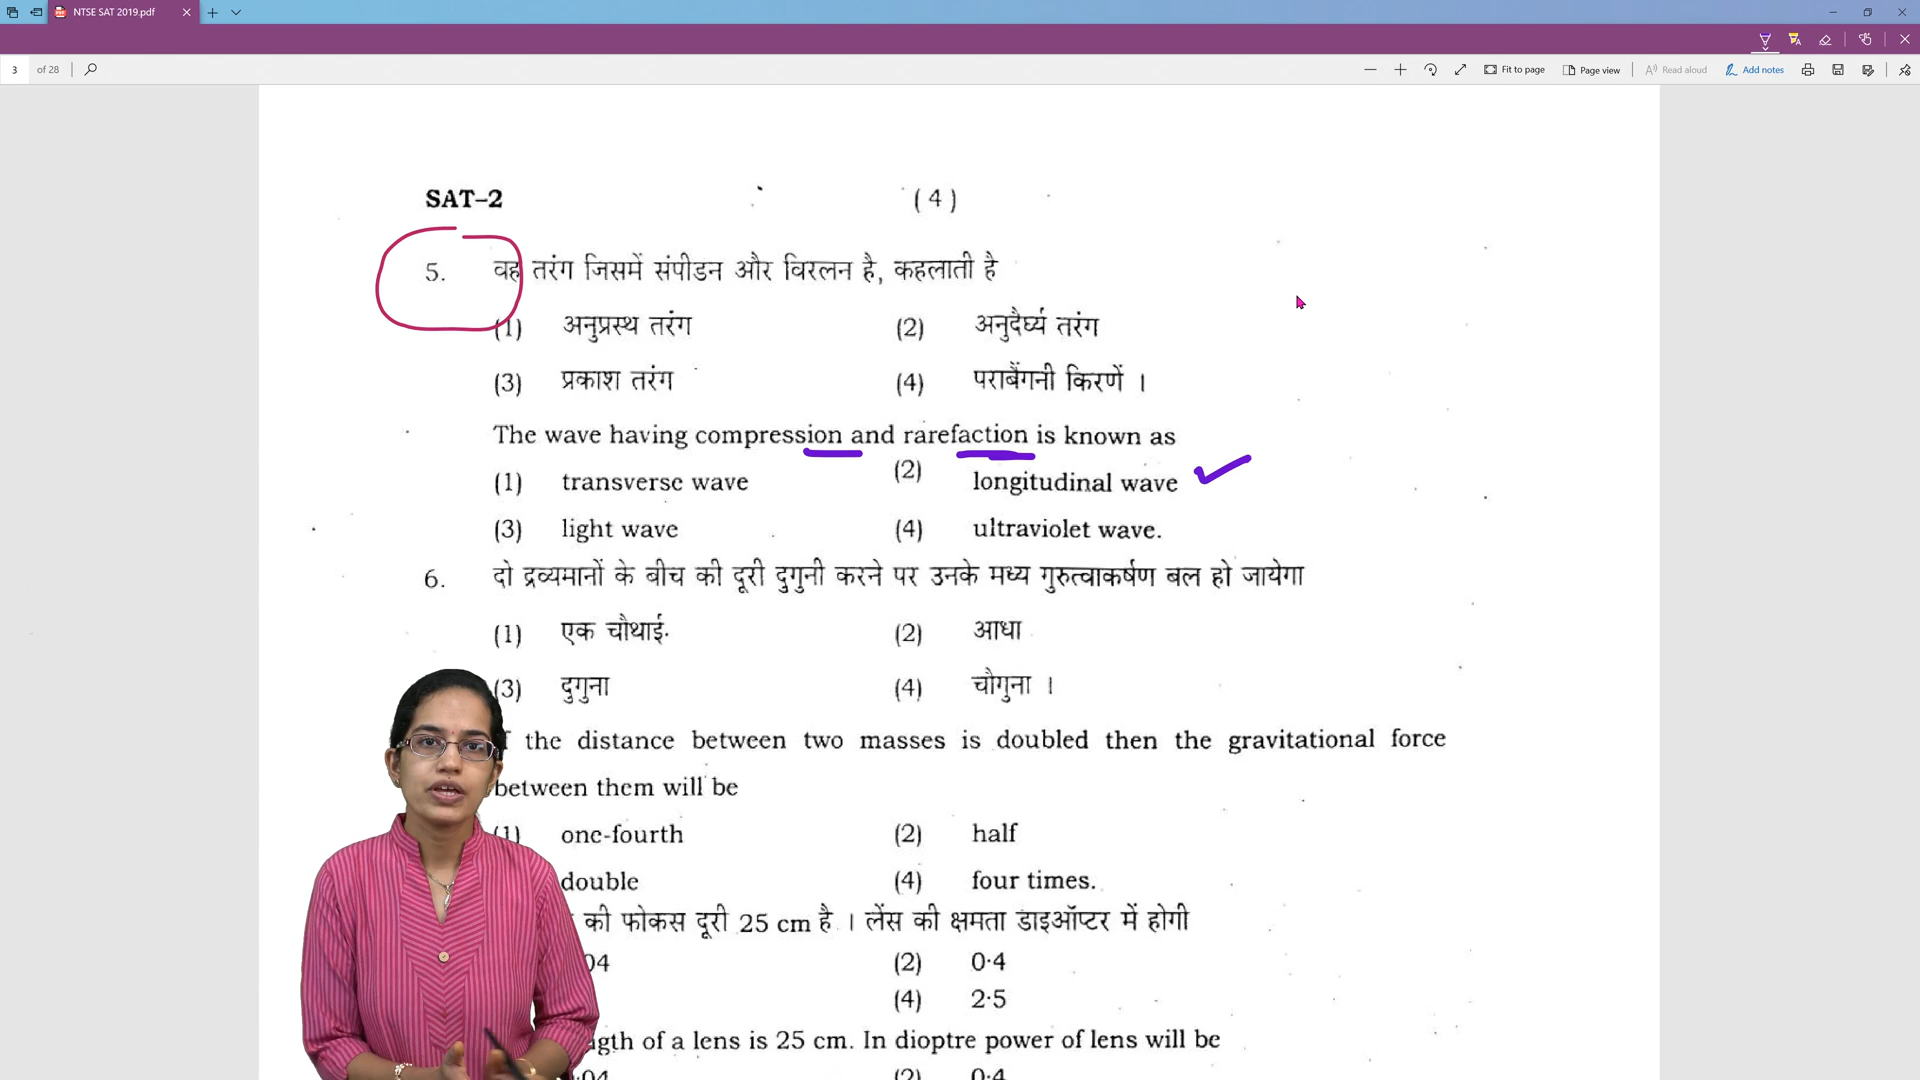 NTSE SAT 2019.pdf
3 of 28
Fit to page
Page view
Read aloud
Add notes
SAT–2 ( 4 )
5. वह तरंग जिसमें संपीडन और विरलन है, कहलाती है
(1) अनुप्रस्थ तरंग (2) अनुदैर्घ्य तरंग
(3) प्रकाश तरंग (4) पराबैंगनी किरणें ।
The wave having compression and rarefaction is known as
(1) transverse wave (2) longitudinal wave
(3) light wave (4) ultraviolet wave.
6. दो द्रव्यमानों के बीच की दूरी दुगुनी करने पर उनके मध्य गुरुत्वाकर्षण बल हो जायेगा
(1) एक चौथाई (2) आधा
(3) दुगुना (4) चौगुना ।
the distance between two masses is doubled then the gravitational force
between them will be
(1) one-fourth (2) half
double (4) four times.
की फोकस दूरी 25 cm है । लेंस की क्षमता डाइऑप्टर में होगी
04 (2) 0·4
(4) 2·5
gth of a lens is 25 cm. In dioptre power of lens will be
04 (2) 0·4